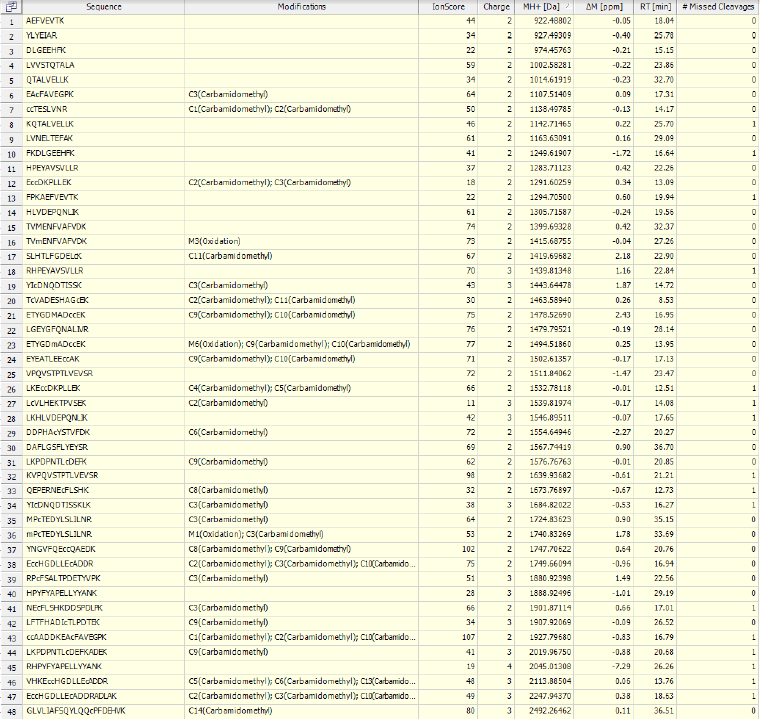 Sequence Modifications IonScore Charge MH+ [Da] ΔM [ppm] RT [min] # Missed Cleavages
1 AEFVEVTK 44 2 922.48802 -0.05 18.04 0
2 YLYEIAR 34 2 927.49309 -0.40 25.78 0
3 DLGEEHFK 22 2 974.45763 -0.21 15.15 0
4 LVVSTQTALA 59 2 1002.58281 -0.22 23.86 0
5 QTALVELLK 34 2 1014.61919 -0.23 32.70 0
6 EAcFAVEGPK C3(Carbamidomethyl) 64 2 1107.51409 0.09 17.31 0
7 ccTESLVNR C1(Carbamidomethyl); C2(Carbamidomethyl) 50 2 1138.49785 -0.13 14.17 0
8 KQTALVELLK 46 2 1142.71465 0.22 25.70 1
9 LVNELTEFAK 61 2 1163.63091 0.16 29.09 0
10 FKDLGEEHFK 41 2 1249.61907 -1.72 16.64 1
11 HPEYAVSVLLR 37 2 1283.71123 0.42 22.26 0
12 EccDKPLLEK C2(Carbamidomethyl); C3(Carbamidomethyl) 18 2 1291.60259 0.34 13.09 0
13 FPKAEFVEVTK 22 2 1294.70500 0.60 19.94 1
14 HLVDEPQNLIK 61 2 1305.71587 -0.24 19.56 0
15 TVMENFVAFVDK 74 2 1399.69328 0.42 32.37 0
16 TVmENFVAFVDK M3(Oxidation) 73 2 1415.68755 -0.04 27.26 0
17 SLHTLFGDELcK C11(Carbamidomethyl) 67 2 1419.69682 2.18 22.90 0
18 RHPEYAVSVLLR 70 3 1439.81348 1.16 22.84 1
19 YIcDNQDTISSK C3(Carbamidomethyl) 43 3 1443.64478 1.87 14.72 0
20 TcVADESHAGcEK C2(Carbamidomethyl); C11(Carbamidomethyl) 30 2 1463.58940 0.26 8.53 0
21 ETYGDMADccEK C9(Carbamidomethyl); C10(Carbamidomethyl) 75 2 1478.52690 2.43 16.95 0
22 LGEYGFQNALIVR 76 2 1479.79521 -0.19 28.14 0
23 ETYGDmADccEK M6(Oxidation); C9(Carbamidomethyl); C10(Carbamidomethyl) 77 2 1494.51860 0.25 13.95 0
24 EYEATLEEccAK C9(Carbamidomethyl); C10(Carbamidomethyl) 71 2 1502.61357 -0.17 17.13 0
25 VPQVSTPTLVEVSR 72 2 1511.84062 -1.47 23.47 0
26 LKEccDKPLLEK C4(Carbamidomethyl); C5(Carbamidomethyl) 66 2 1532.78118 -0.01 12.51 1
27 LcVLHEKTPVSEK C2(Carbamidomethyl) 11 3 1539.81974 -0.17 14.08 1
28 LKHLVDEPQNLIK 42 3 1546.89511 -0.07 17.65 1
29 DDPHAcYSTVFDK C6(Carbamidomethyl) 72 2 1554.64946 -2.27 20.27 0
30 DAFLGSFLYEYSR 69 2 1567.74419 0.90 36.70 0
31 LKPDPNTLcDEFK C9(Carbamidomethyl) 62 2 1576.76763 -0.01 20.85 0
32 KVPQVSTPTLVEVSR 98 2 1639.93682 -0.61 21.21 1
33 QEPERNEcFLSHK C8(Carbamidomethyl) 32 2 1673.76897 -0.67 12.73 1
34 YIcDNQDTISSKLK C3(Carbamidomethyl) 38 3 1684.82022 -0.53 16.27 1
35 MPcTEDYLSLILNR C3(Carbamidomethyl) 64 2 1724.83623 0.90 35.15 0
36 mPcTEDYLSLILNR M1(Oxidation); C3(Carbamidomethyl) 53 2 1740.83269 1.78 33.69 0
37 YNGVFQEccQAEDK C8(Carbamidomethyl); C9(Carbamidomethyl) 102 2 1747.70622 0.64 20.76 0
38 EccHGDLLEcADDR C2(Carbamidomethyl); C3(Carbamidomethyl); C10(Carbamido... 75 2 1749.66094 -0.96 16.94 0
39 RPcFSALTPDETYVPK C3(Carbamidomethyl) 51 3 1880.92398 1.49 22.56 0
40 HPYFYAPELLYYANK 28 3 1888.92496 -1.01 29.19 0
41 NEcFLSHKDDSPDLPK C3(Carbamidomethyl) 66 2 1901.87114 0.66 17.01 1
42 LFTFHADIcTLPDTEK C9(Carbamidomethyl) 34 3 1907.92069 -0.09 26.52 0
43 ccAADDKEAcFAVEGPK C1(Carbamidomethyl); C2(Carbamidomethyl); C10(Carbamido... 107 2 1927.79680 -0.83 16.79 1
44 LKPDPNTLcDEFKADEK C9(Carbamidomethyl) 41 3 2019.96750 -0.88 20.68 1
45 RHPYFYAPELLYYANK 19 4 2045.01308 -7.29 26.26 1
46 VHKEccHGDLLEcADDR C5(Carbamidomethyl); C6(Carbamidomethyl); C13(Carbamido... 48 3 2113.88504 0.06 13.76 1
47 EccHGDLLEcADDRADLAK C2(Carbamidomethyl); C3(Carbamidomethyl); C10(Carbamido... 49 3 2247.94370 0.38 18.63 1
48 GLVLIAFSQYLQQcPFDEHVK C14(Carbamidomethyl) 80 3 2492.26462 0.11 36.51 0